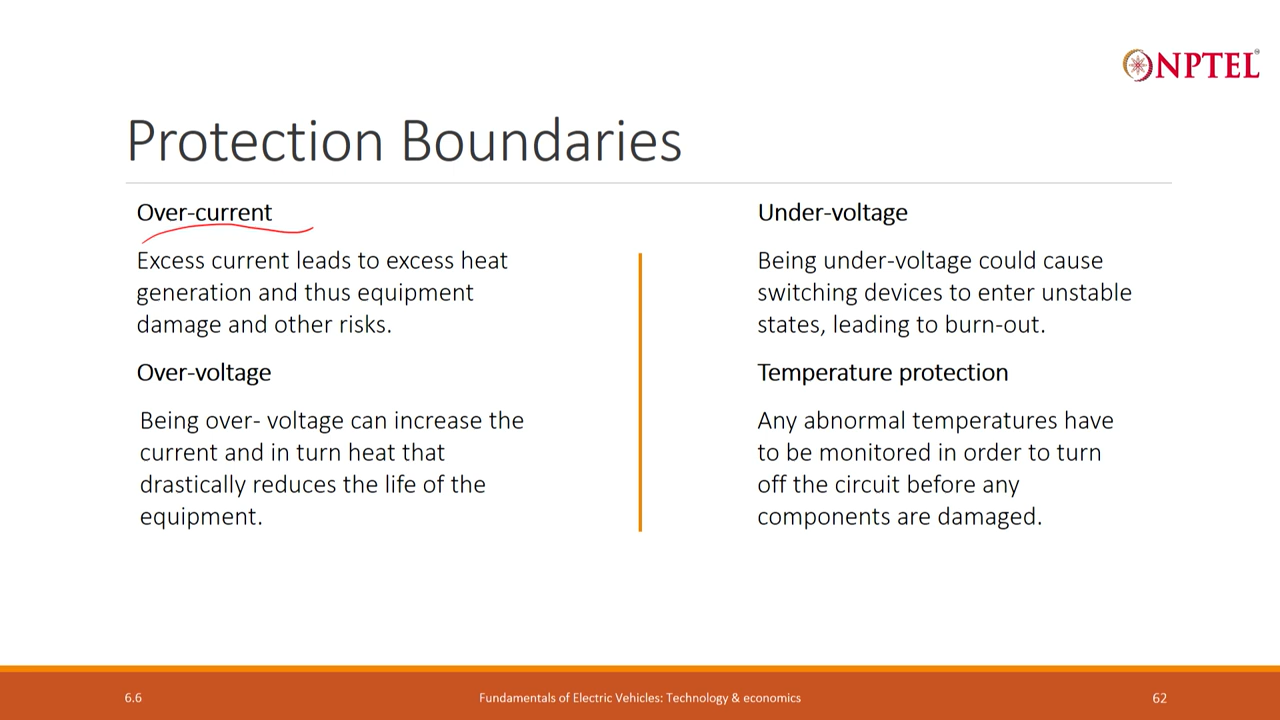 NPTEL
Protection Boundaries
Over-current
Excess current leads to excess heat
generation and thus equipment
damage and other risks.
Over-voltage
Being over- voltage can increase the
current and in turn heat that
drastically reduces the life of the
equipment.
Under-voltage
Being under-voltage could cause
switching devices to enter unstable
states, leading to burn-out.
Temperature protection
Any abnormal temperatures have
to be monitored in order to turn
off the circuit before any
components are damaged.
6.6
Fundamentals of Electric Vehicles: Technology & economics
62